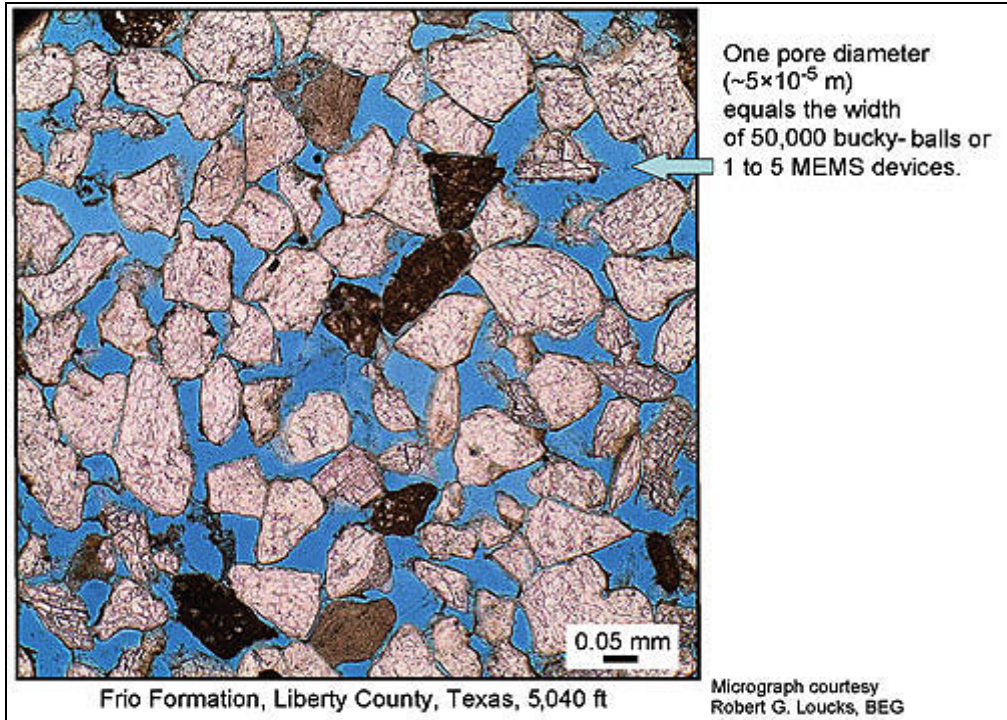 One pore diameter
(~5×10⁻⁵ m)
equals the width
of 50,000 bucky-balls or
1 to 5 MEMS devices.
0.05 mm
Frio Formation, Liberty County, Texas, 5,040 ft
Micrograph courtesy
Robert G. Loucks, BEG